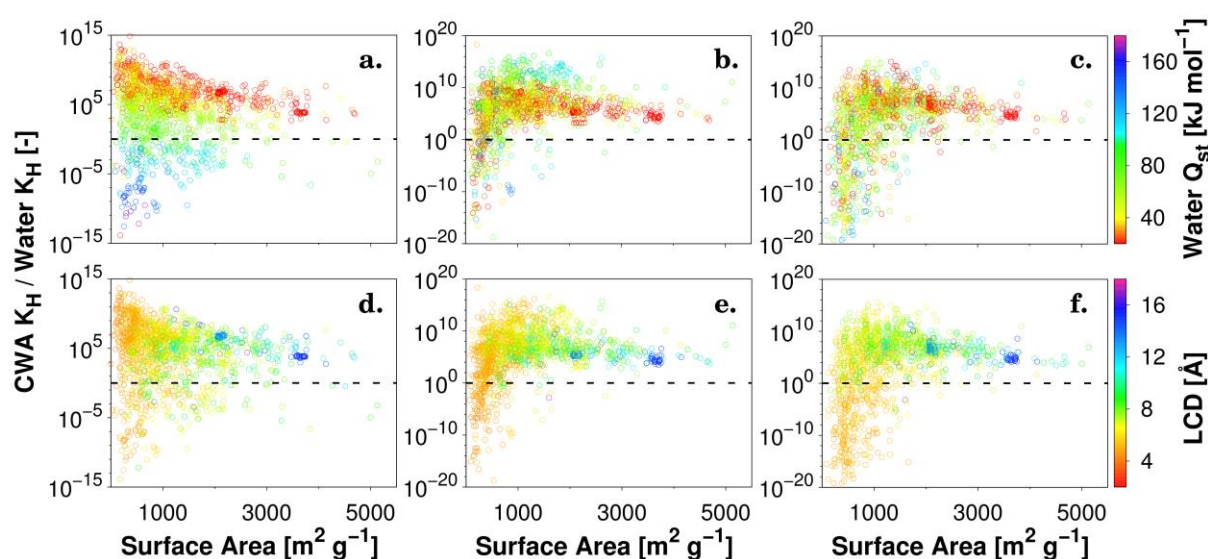 10^15
10^5
10^-5
10^-15
a.
10^20
10^10
10^0
10^-10
10^-20
b.
10^20
10^10
10^0
10^-10
10^-20
c.
160
120
80
40
Water Q_st [kJ mol^-1]
CWA K_H / Water K_H [-]
10^15
10^5
10^-5
10^-15
d.
10^20
10^10
10^0
10^-10
10^-20
e.
10^20
10^10
10^0
10^-10
10^-20
f.
16
12
8
4
LCD [Å]
1000 3000 5000
1000 3000 5000
1000 3000 5000
Surface Area [m^2 g^-1]
Surface Area [m^2 g^-1]
Surface Area [m^2 g^-1]